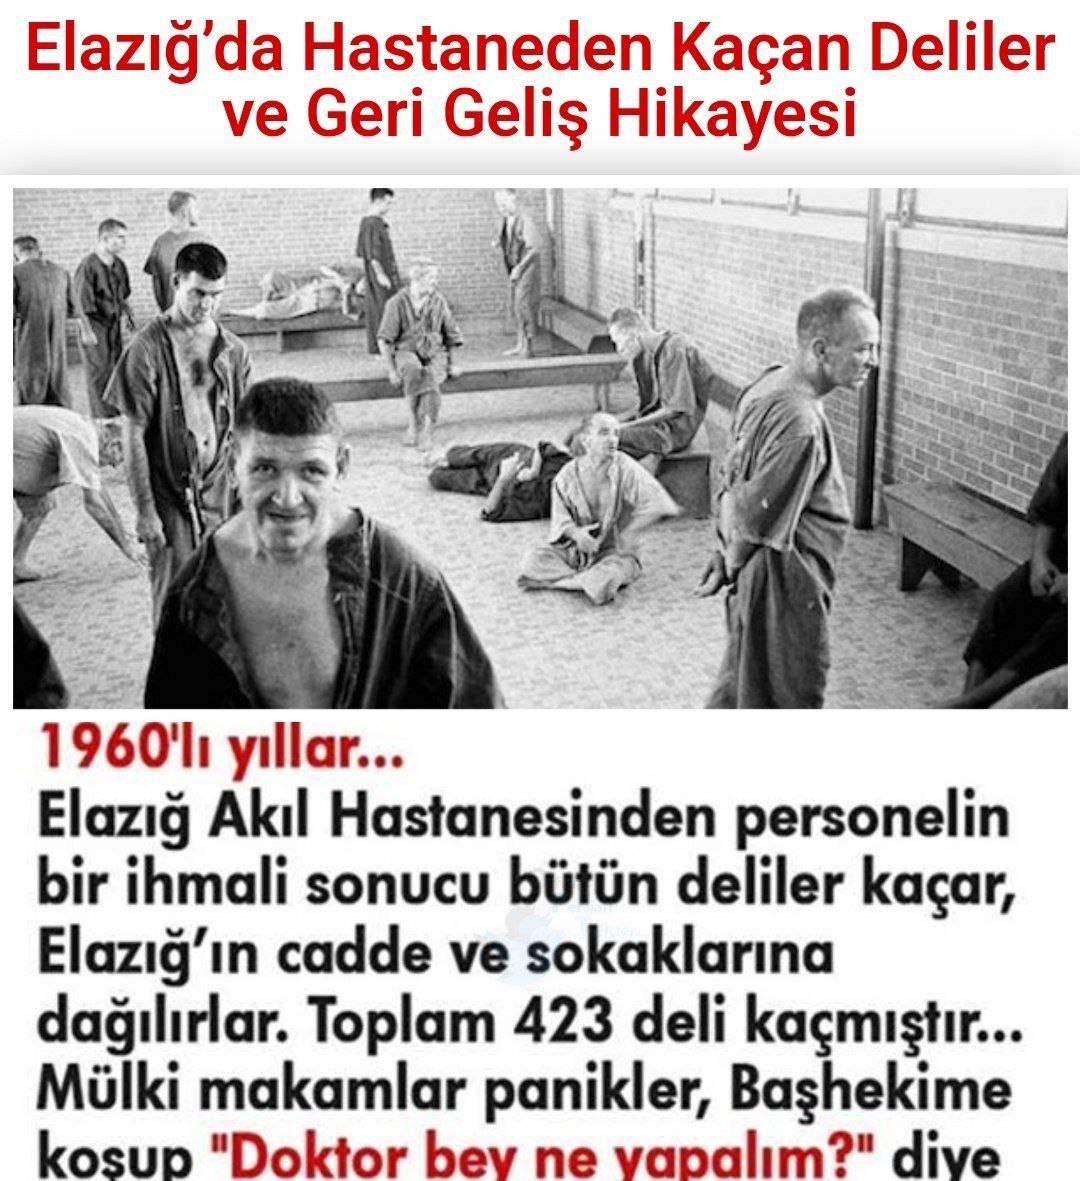 Elazığ’da Hastaneden Kaçan Deliler
ve Geri Geliş Hikayesi
1960'lı yıllar...
Elazığ Akıl Hastanesinden personelin
bir ihmali sonucu bütün deliler kaçar,
Elazığ’ın cadde ve sokaklarına
dağılırlar. Toplam 423 deli kaçmıştır...
Mülki makamlar panikler, Başhekime
koşup "Doktor bey ne yapalım?" diye